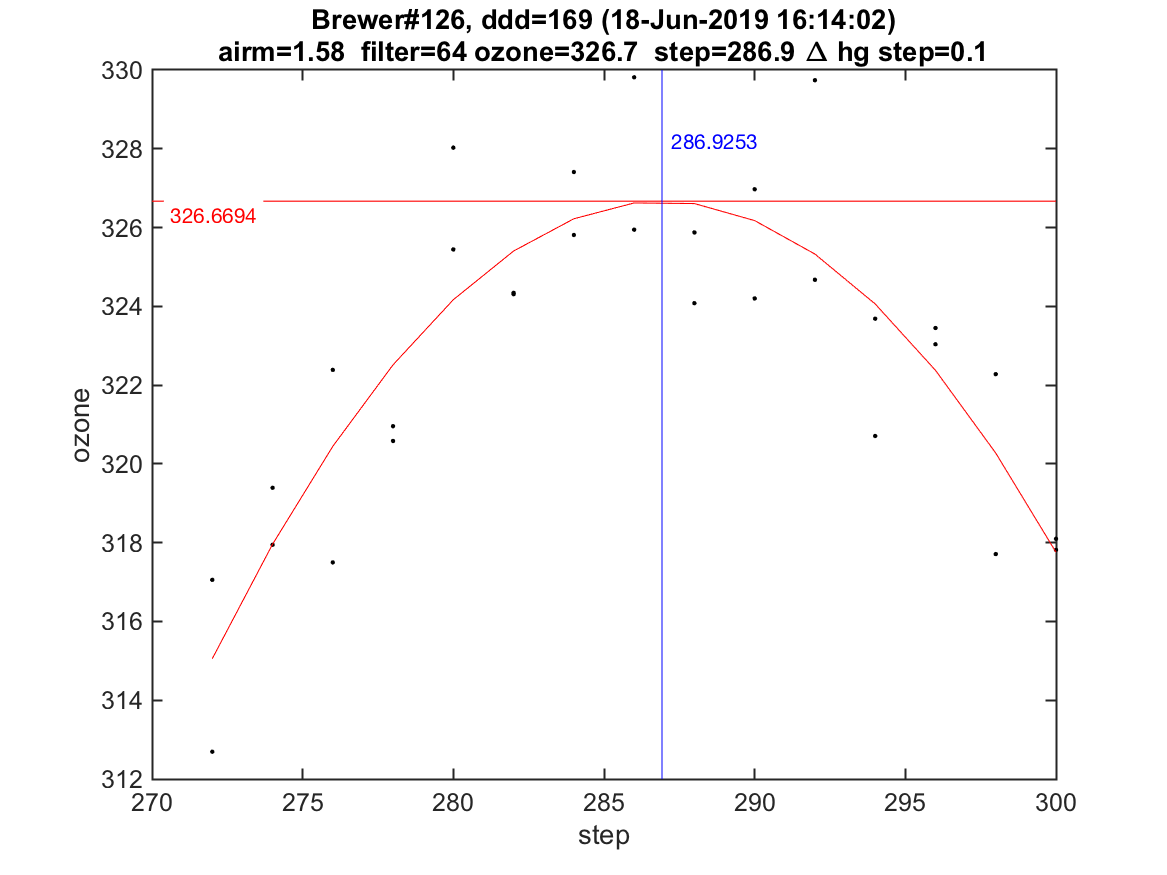 Brewer#126, ddd=169 (18-Jun-2019 16:14:02)
airm=1.58 filter=64 ozone=326.7 step=286.9 Δ hg step=0.1
330
328
326
324
322
320
318
316
314
312
ozone
286.9253
326.6694
270 275 280 285 290 295 300
step